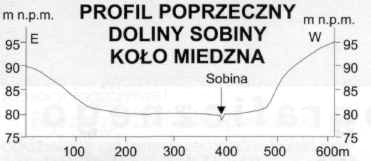 PROFIL POPRZECZNY
DOLINY SOBINY
KOŁO MIEDZNA
m n.p.m.
m n.p.m.
E
W
95
95
90
90
85
85
80
80
75
75
Sobina
100 200 300 400 500 600m